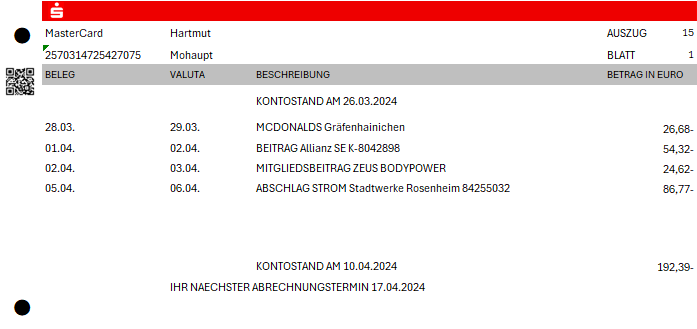 MasterCard Hartmut AUSZUG 15
2570314725427075 Mohaupt BLATT 1
BELEG VALUTA BESCHREIBUNG BETRAG IN EURO
KONTOSTAND AM 26.03.2024
28.03. 29.03. MCDONALDS Gräfenhainichen 26,68-
01.04. 02.04. BEITRAG Allianz SE K-8042898 54,32-
02.04. 03.04. MITGLIEDSBEITRAG ZEUS BODYPOWER 24,62-
05.04. 06.04. ABSCHLAG STROM Stadtwerke Rosenheim 84255032 86,77-
KONTOSTAND AM 10.04.2024 192,39-
IHR NAECHSTER ABRECHNUNGSTERMIN 17.04.2024